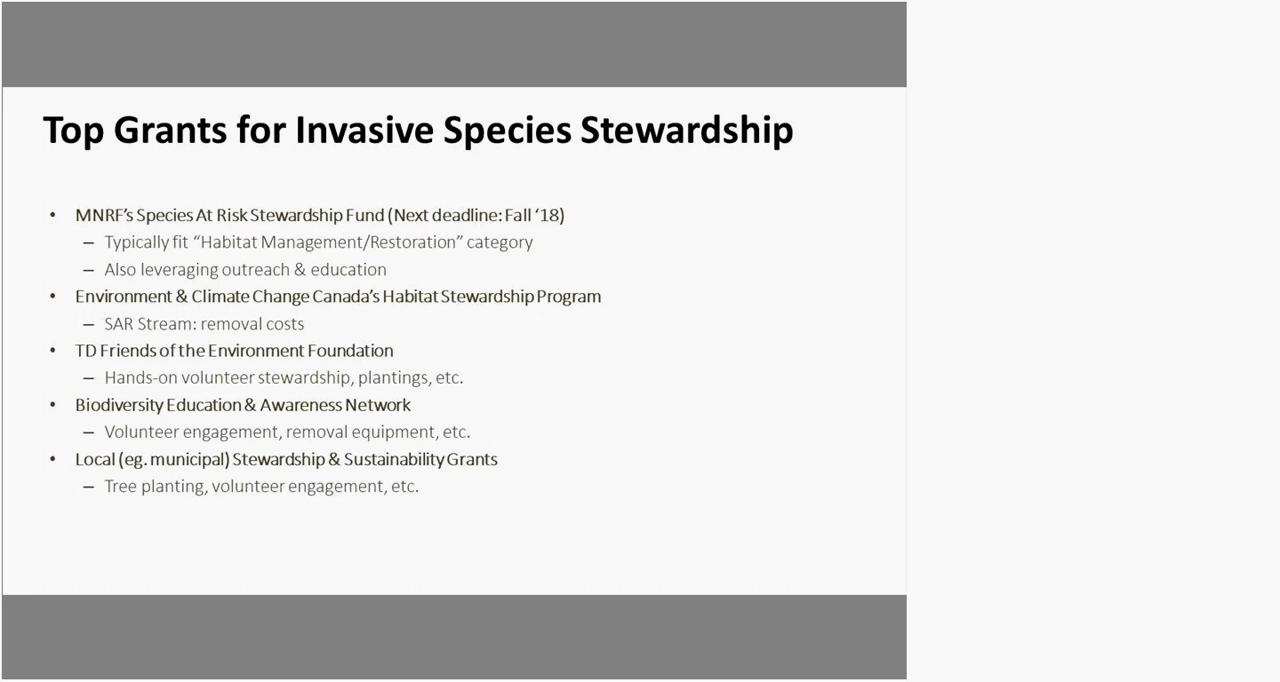 Top Grants for Invasive Species Stewardship
• MNRF’s Species At Risk Stewardship Fund (Next deadline: Fall ‘18)
– Typically fit “Habitat Management/Restoration” category
– Also leveraging outreach & education
• Environment & Climate Change Canada’s Habitat Stewardship Program
– SAR Stream: removal costs
• TD Friends of the Environment Foundation
– Hands-on volunteer stewardship, plantings, etc.
• Biodiversity Education & Awareness Network
– Volunteer engagement, removal equipment, etc.
• Local (eg. municipal) Stewardship & Sustainability Grants
– Tree planting, volunteer engagement, etc.